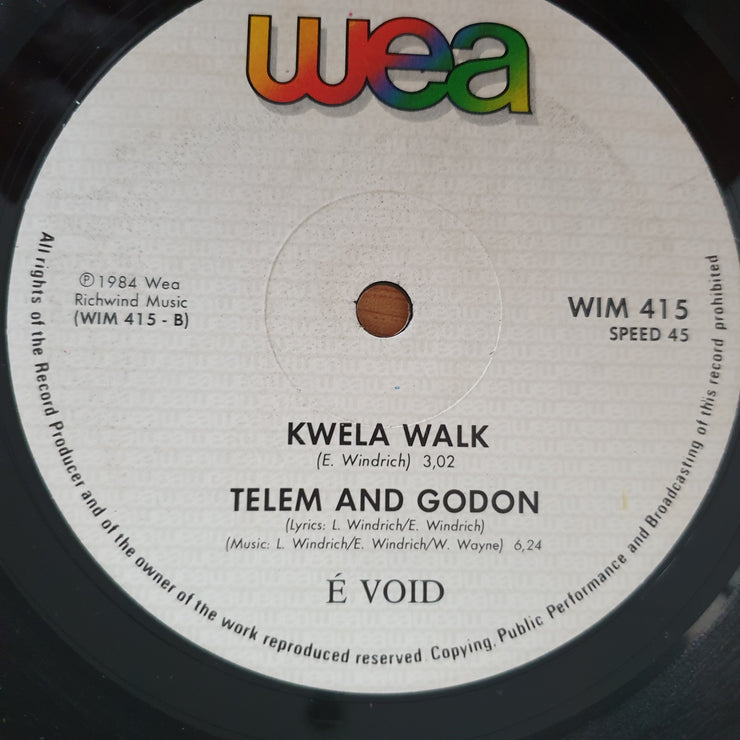 wea
℗ 1984 Wea
Richwind Music
(WIM 415 - B)
WIM 415
SPEED 45
KWELA WALK
(E. Windrich) 3,02
TELEM AND GODON
(Lyrics: L. Windrich/E. Windrich)
(Music: L. Windrich/E. Windrich/W. Wayne) 6,24
É VOID
All rights of the Record Producer and of the owner of the work reproduced reserved. Copying, Public Performance and Broadcasting of this record prohibited